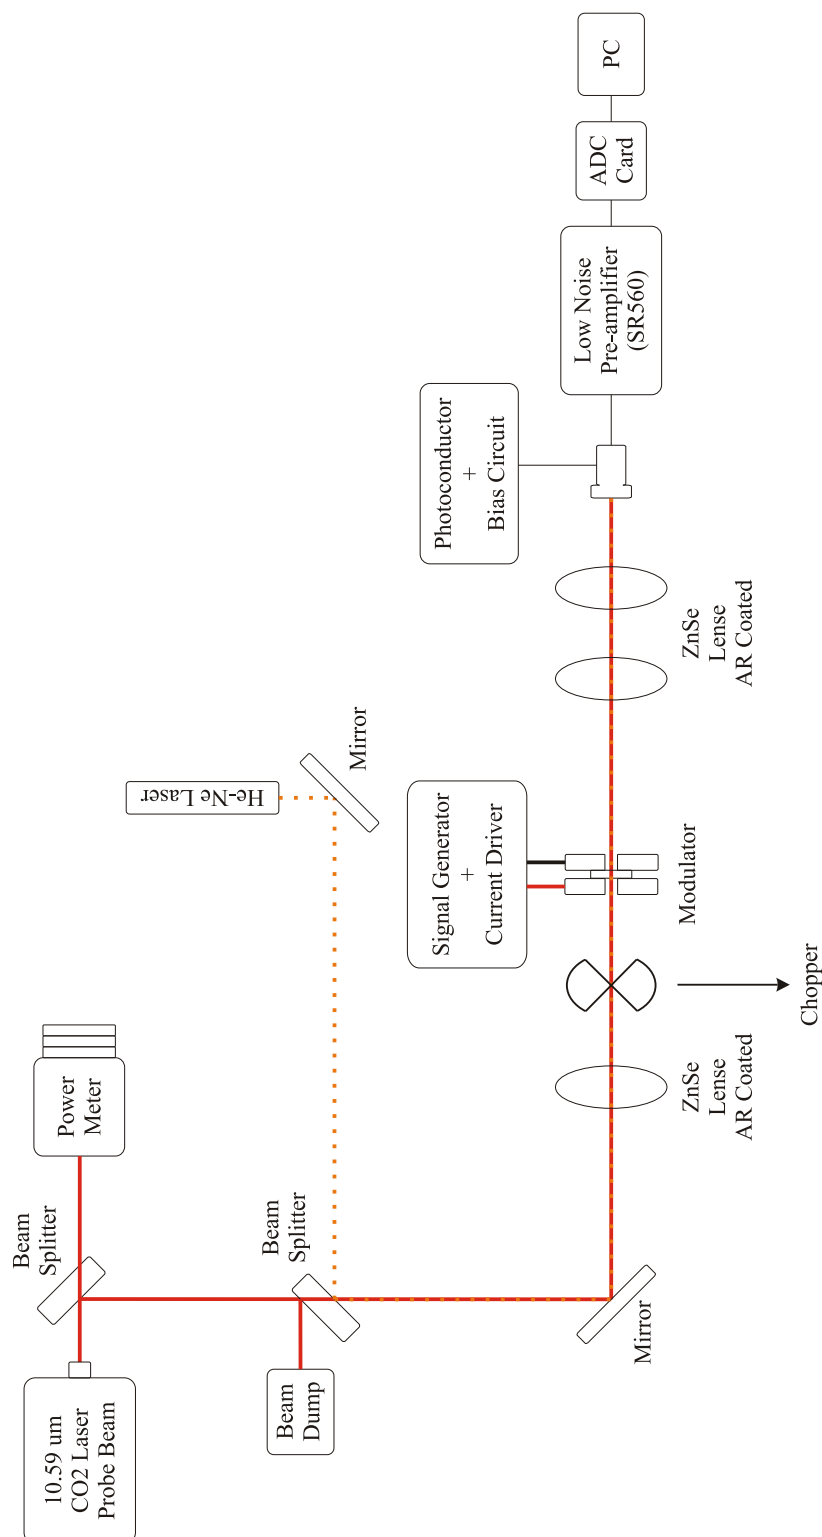 10.59 um
CO2 Laser
Probe Beam
Beam
Splitter
Power
Meter
Beam
Dump
Beam
Splitter
He-Ne Laser
Mirror
Mirror
ZnSe
Lense
AR Coated
Chopper
Signal Generator
+
Current Driver
Modulator
ZnSe
Lense
AR Coated
Photoconductor
+
Bias Circuit
Low Noise
Pre-amplifier
(SR560)
ADC
Card
PC